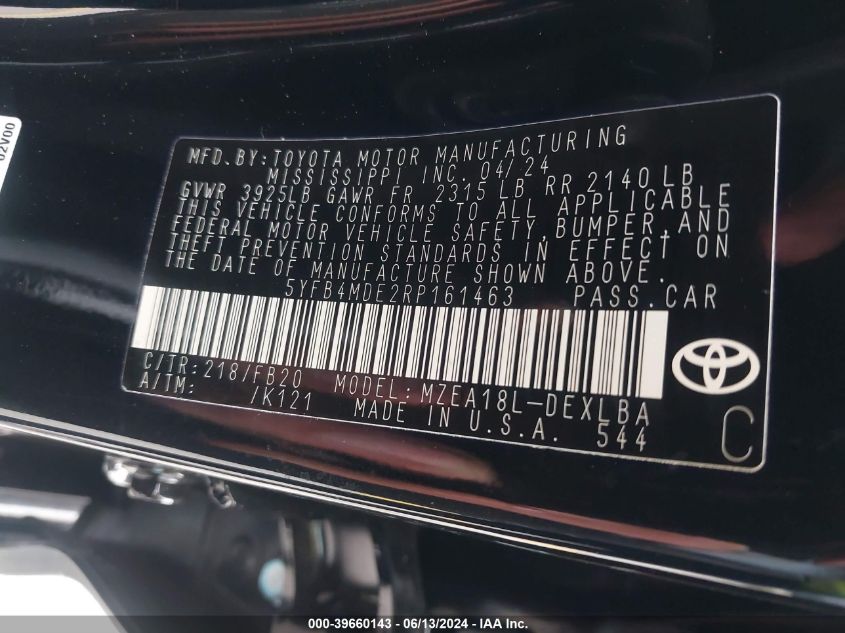 02V00
MFD.BY:TOYOTA MOTOR MANUFACTURING
MISSISSIPPI INC. 04/24
GVWR 3925LB GAWR FR 2315 LB RR 2140LB
THIS VEHICLE CONFORMS TO ALL APPLICABLE
FEDERAL MOTOR VEHICLE SAFETY, BUMPER, AND
THEFT PREVENTION STANDARDS IN EFFECT ON
THE DATE OF MANUFACTURE SHOWN ABOVE.
5YFB4MDE2RP161463 PASS.CAR
C/TR:218/FB20 MODEL:MZEA18L-DEXLBA
A/TM: /K121 MADE IN U.S.A. 544
C
000-39660143 - 06/13/2024 - IAAI, Inc.